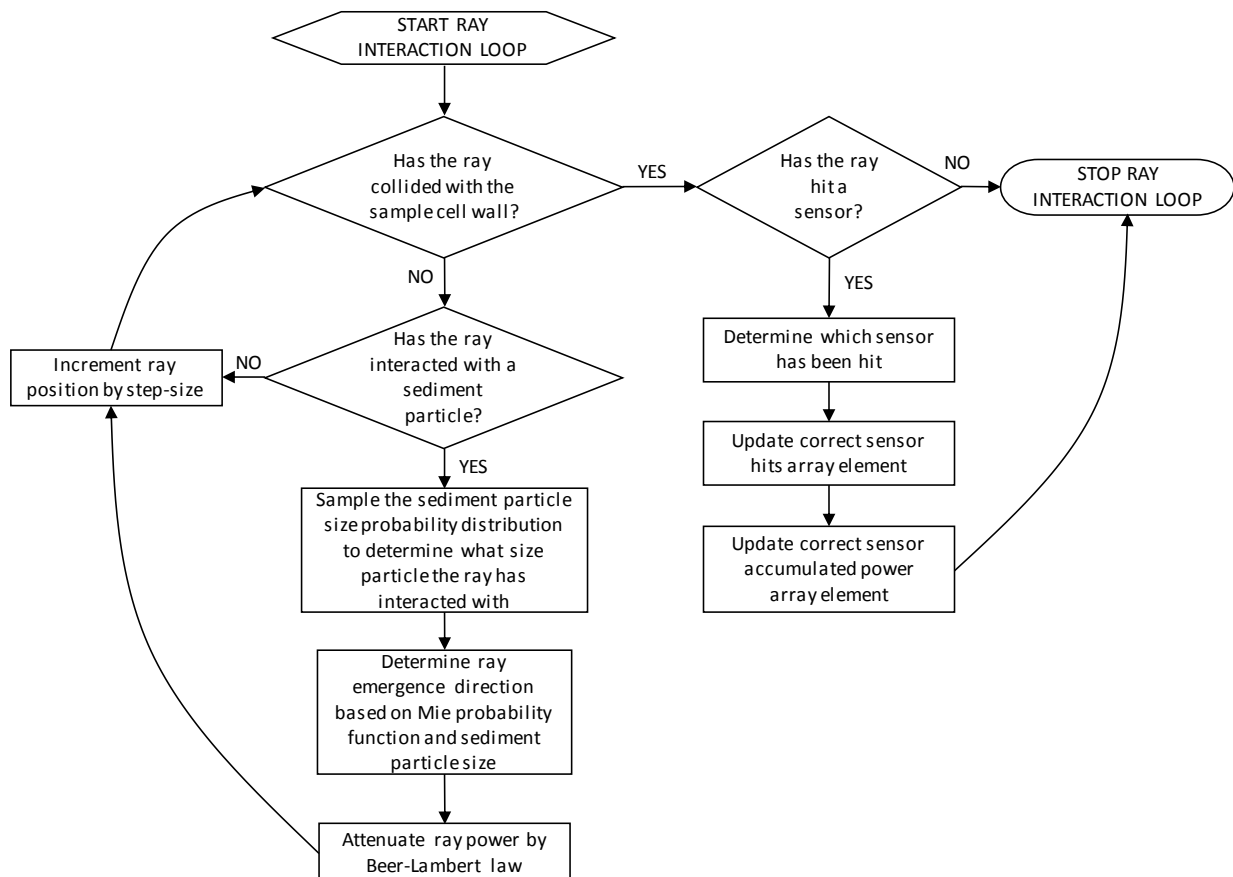 START RAY
INTERACTION LOOP
Has the ray
collided with the
sample cell wall?
YES
Has the ray
hit a
sensor?
NO
STOP RAY
INTERACTION LOOP
NO
YES
Has the ray
interacted with a
sediment
particle?
NO
Increment ray
position by step-size
Determine which sensor
has been hit
Update correct sensor
hits array element
YES
Sample the sediment particle
size probability distribution
to determine what size
particle the ray has
interacted with
Update correct sensor
accumulated power
array element
Determine ray
emergence direction
based on Mie probability
function and sediment
particle size
Attenuate ray power by
Beer-Lambert law